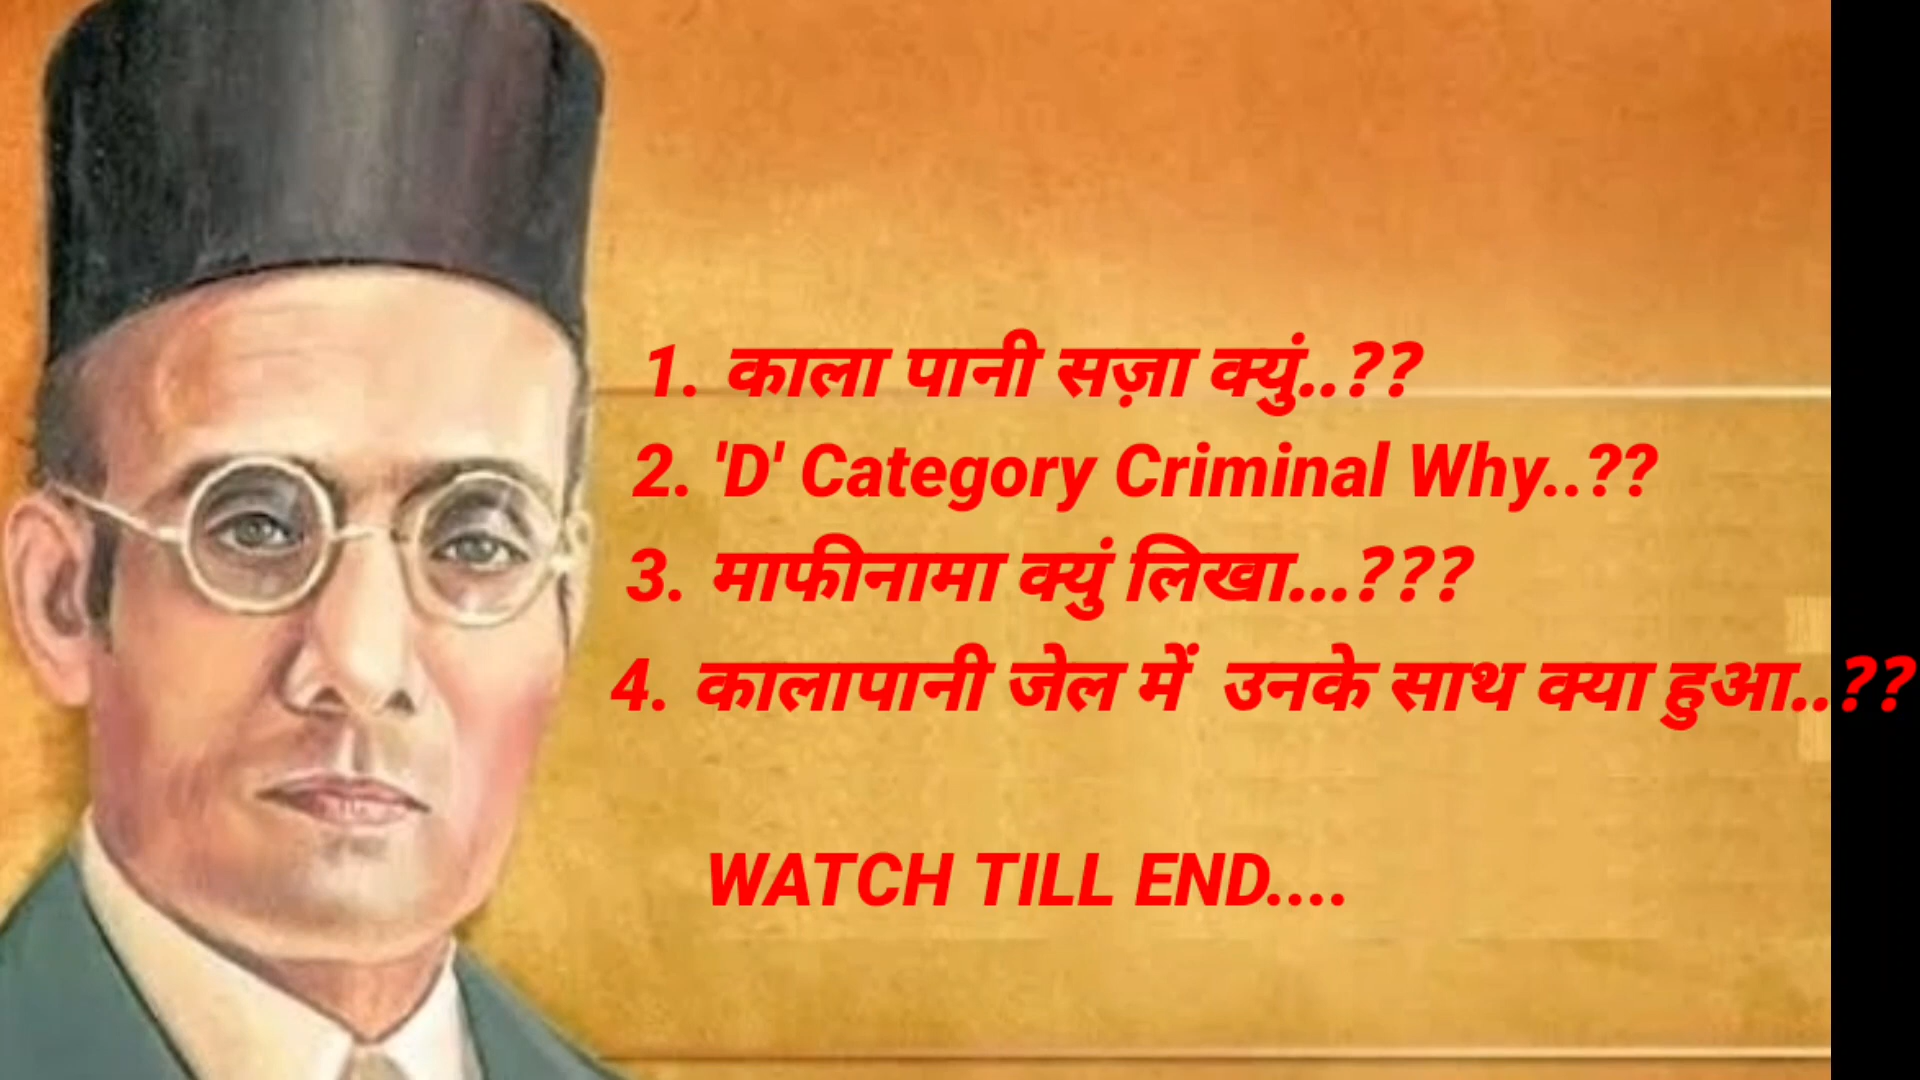 1. काला पानी सज़ा क्युं..??
2. 'D' Category Criminal Why..??
3. माफीनामा क्युं लिखा...???
4. कालापानी जेल में उनके साथ क्या हुआ..??
WATCH TILL END....